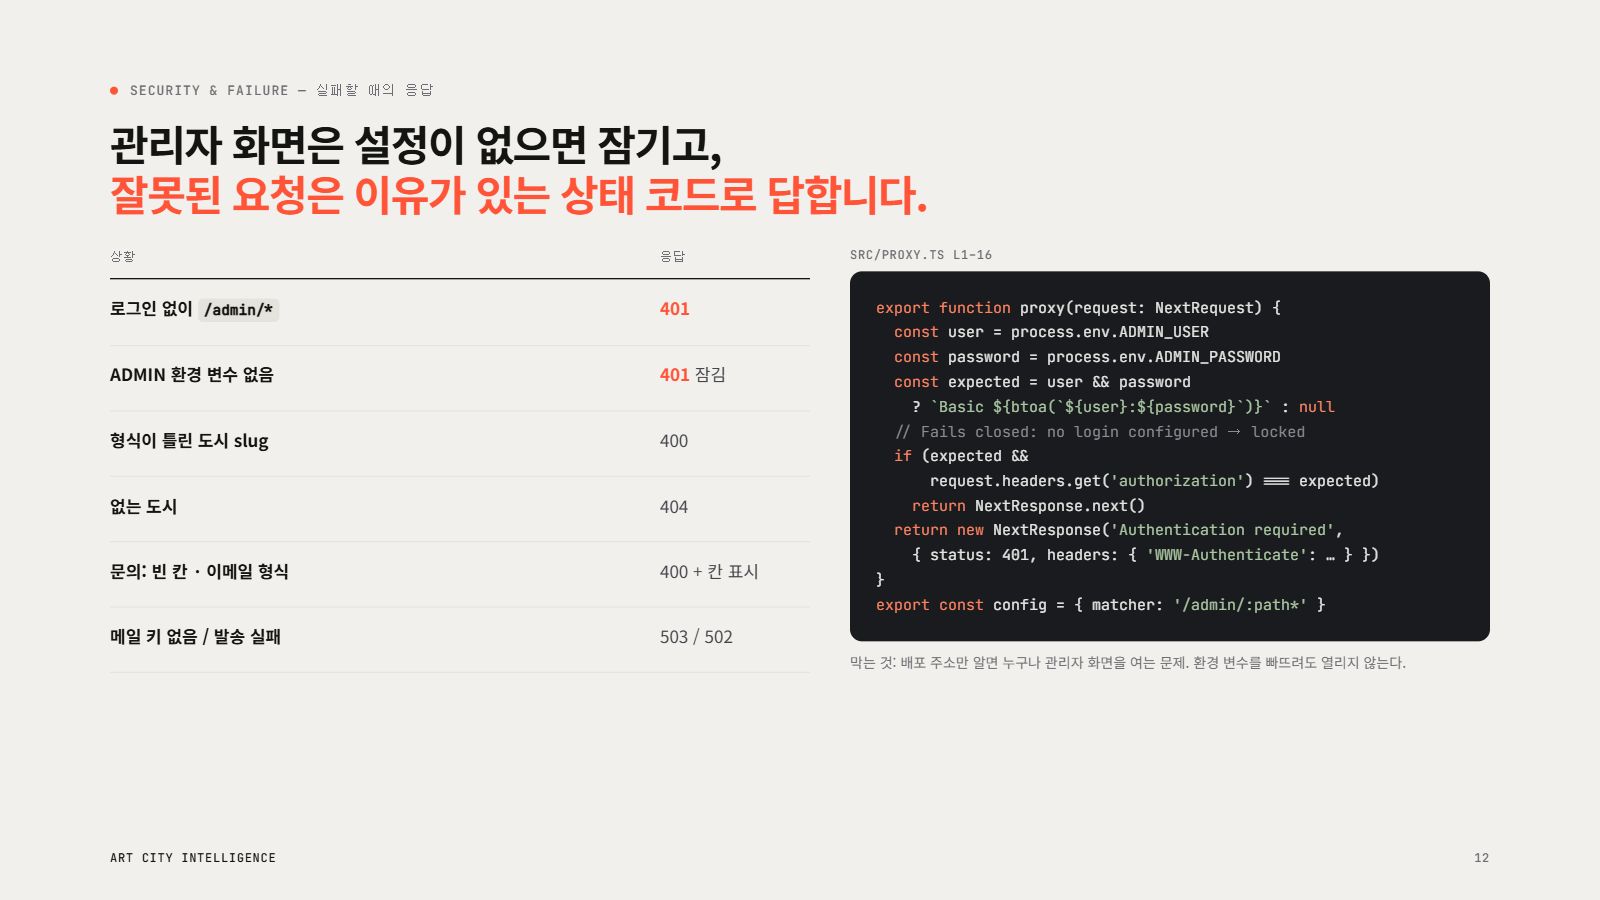 SECURITY & FAILURE — 실패할 때의 응답
관리자 화면은 설정이 없으면 잠기고,
잘못된 요청은 이유가 있는 상태 코드로 답합니다.
상황 응답
로그인 없이 /admin/* 401
ADMIN 환경 변수 없음 401 잠김
형식이 틀린 도시 slug 400
없는 도시 404
문의: 빈 칸 · 이메일 형식 400 + 칸 표시
메일 키 없음 / 발송 실패 503 / 502
SRC/PROXY.TS L1–16
export function proxy(request: NextRequest) {
  const user = process.env.ADMIN_USER
  const password = process.env.ADMIN_PASSWORD
  const expected = user && password
    ? `Basic ${btoa(`${user}:${password}`)}` : null
  // Fails closed: no login configured → locked
  if (expected &&
      request.headers.get('authorization') === expected)
    return NextResponse.next()
  return new NextResponse('Authentication required',
    { status: 401, headers: { 'WWW-Authenticate': … } })
}
export const config = { matcher: '/admin/:path*' }
막는 것: 배포 주소만 알면 누구나 관리자 화면을 여는 문제. 환경 변수를 빠뜨려도 열리지 않는다.
ART CITY INTELLIGENCE
12